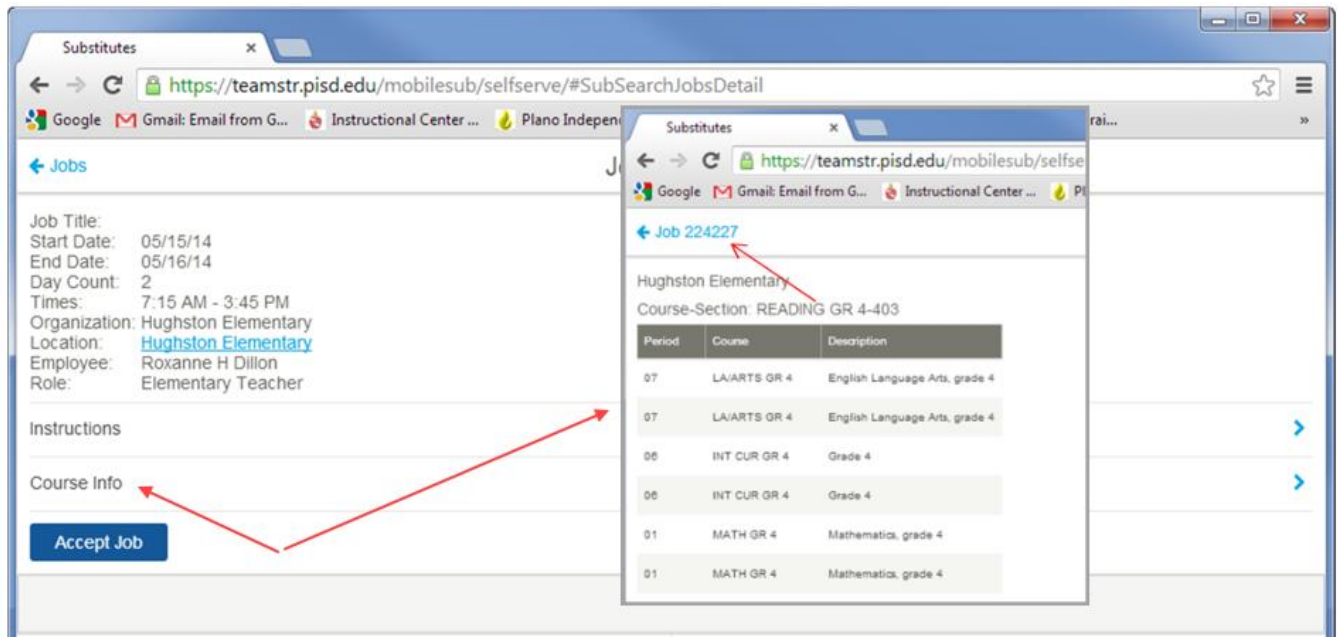 Substitutes ×
https://teamstr.pisd.edu/mobilesub/selfserve/#SubSearchJobsDetail
Google Gmail: Email from G... Instructional Center ... Plano Indepen
rai... »
Jobs
Job Title:
Start Date: 05/15/14
End Date: 05/16/14
Day Count: 2
Times: 7:15 AM - 3:45 PM
Organization: Hughston Elementary
Location: Hughston Elementary
Employee: Roxanne H Dillon
Role: Elementary Teacher
Instructions
Course Info
Accept Job
Substitutes ×
https://teamstr.pisd.edu/mobilesub/selfse
Google Gmail: Email from G... Instructional Center ... Pl
Job 224227
Hughston Elementary
Course-Section: READING GR 4-403
Period Course Description
07 LA/ARTS GR 4 English Language Arts, grade 4
07 LA/ARTS GR 4 English Language Arts, grade 4
06 INT CUR GR 4 Grade 4
06 INT CUR GR 4 Grade 4
01 MATH GR 4 Mathematics, grade 4
01 MATH GR 4 Mathematics, grade 4